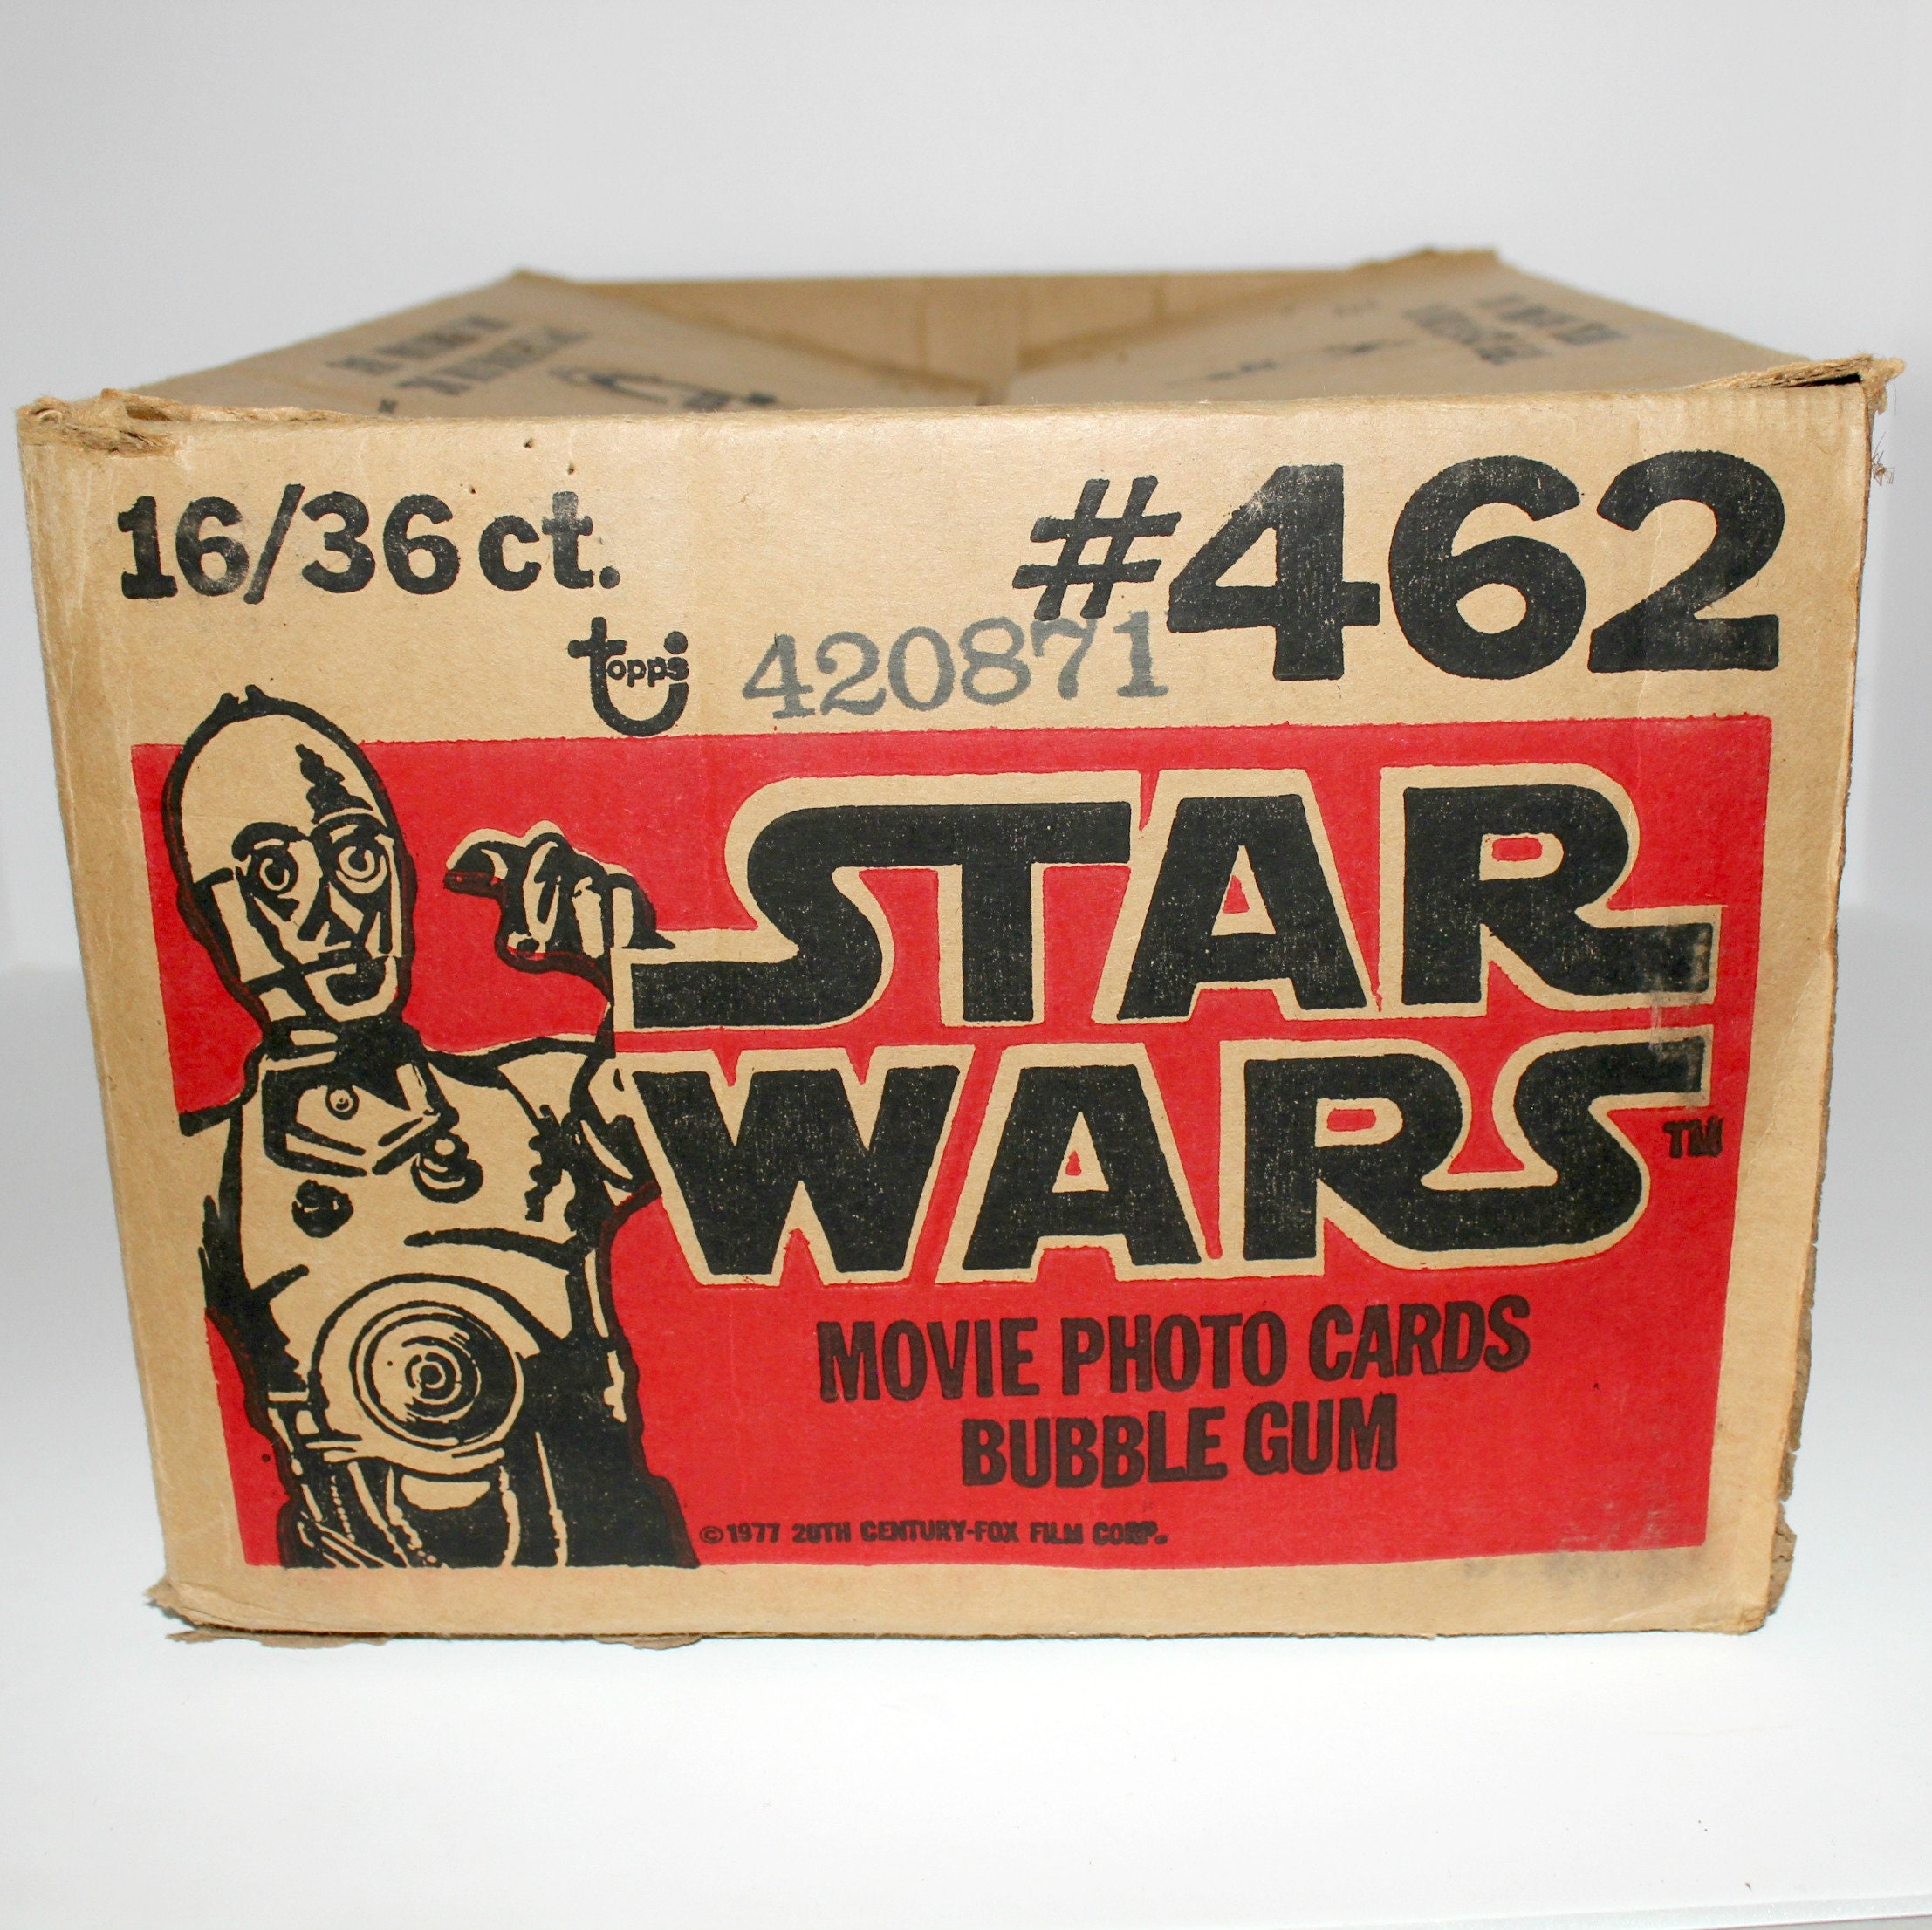 16/36 ct.
#462
topps
420871
STAR
WARS
TM
MOVIE PHOTO CARDS
BUBBLE GUM
©1977 20TH CENTURY-FOX FILM CORP.